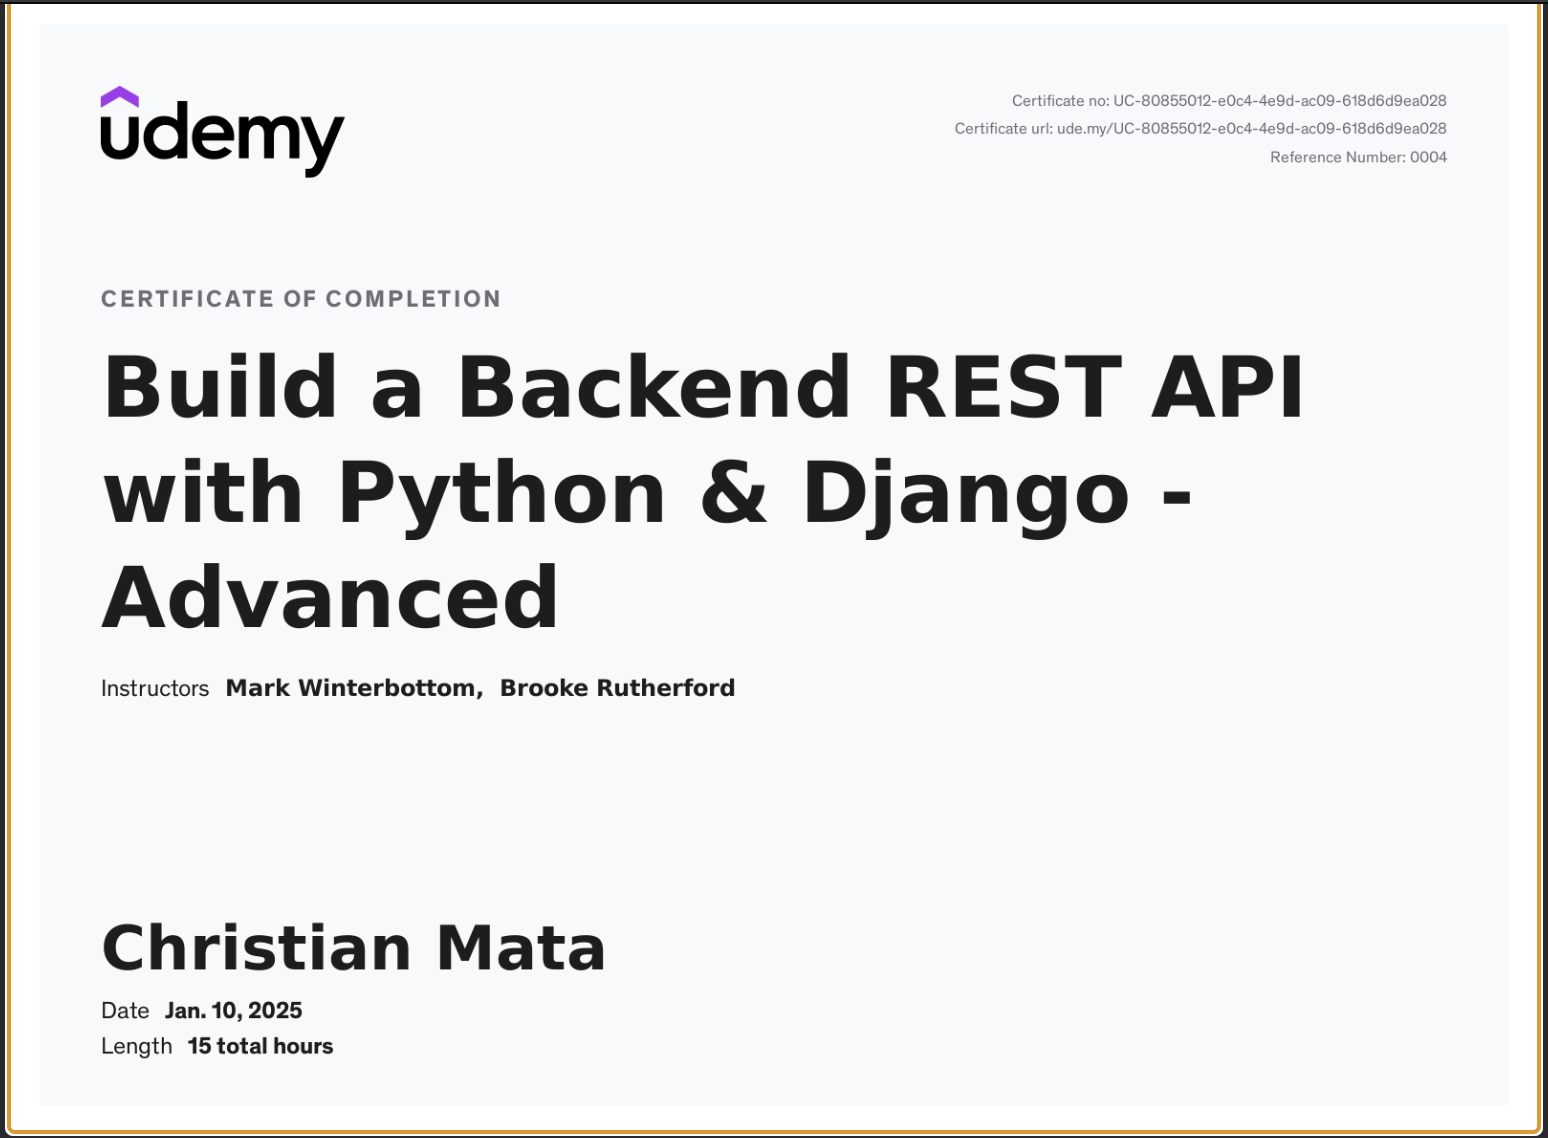 udemy
Certificate no: UC-80855012-e0c4-4e9d-ac09-618d6d9ea028
Certificate url: ude.my/UC-80855012-e0c4-4e9d-ac09-618d6d9ea028
Reference Number: 0004
CERTIFICATE OF COMPLETION
Build a Backend REST API
with Python & Django -
Advanced
Instructors Mark Winterbottom, Brooke Rutherford
Christian Mata
Date Jan. 10, 2025
Length 15 total hours